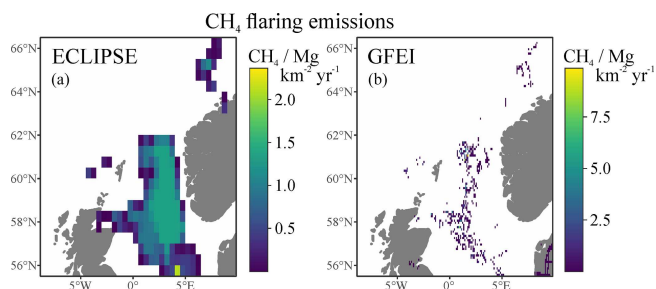 CH₄ flaring emissions
ECLIPSE
(a)
66°N
64°N
62°N
60°N
58°N
56°N
5°W
0°
5°E
CH₄ / Mg
km⁻² yr⁻¹
2.0
1.5
1.0
0.5
GFEI
(b)
66°N
64°N
62°N
60°N
58°N
56°N
5°W
0°
5°E
CH₄ / Mg
km⁻² yr⁻¹
7.5
5.0
2.5